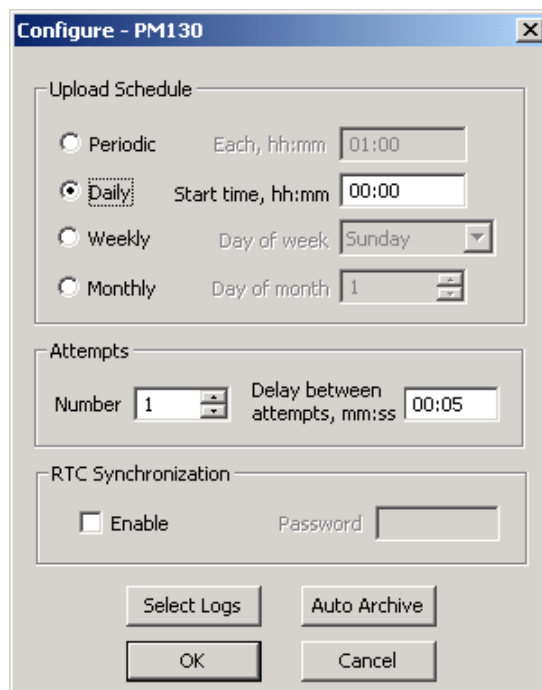 Configure - PM130
Upload Schedule
Periodic Each, hh:mm 01:00
Daily Start time, hh:mm 00:00
Weekly Day of week Sunday
Monthly Day of month 1
Attempts
Number 1 Delay between attempts, mm:ss 00:05
RTC Synchronization
Enable Password
Select Logs Auto Archive
OK Cancel